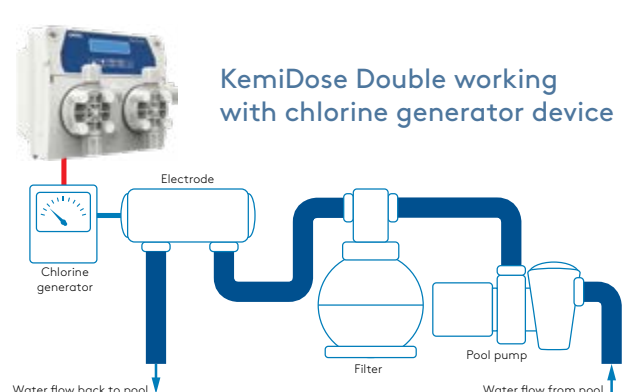 KemiDose Double working
with chlorine generator device
Electrode
Chlorine
generator
Filter
Pool pump
Water flow back to pool
Water flow from pool